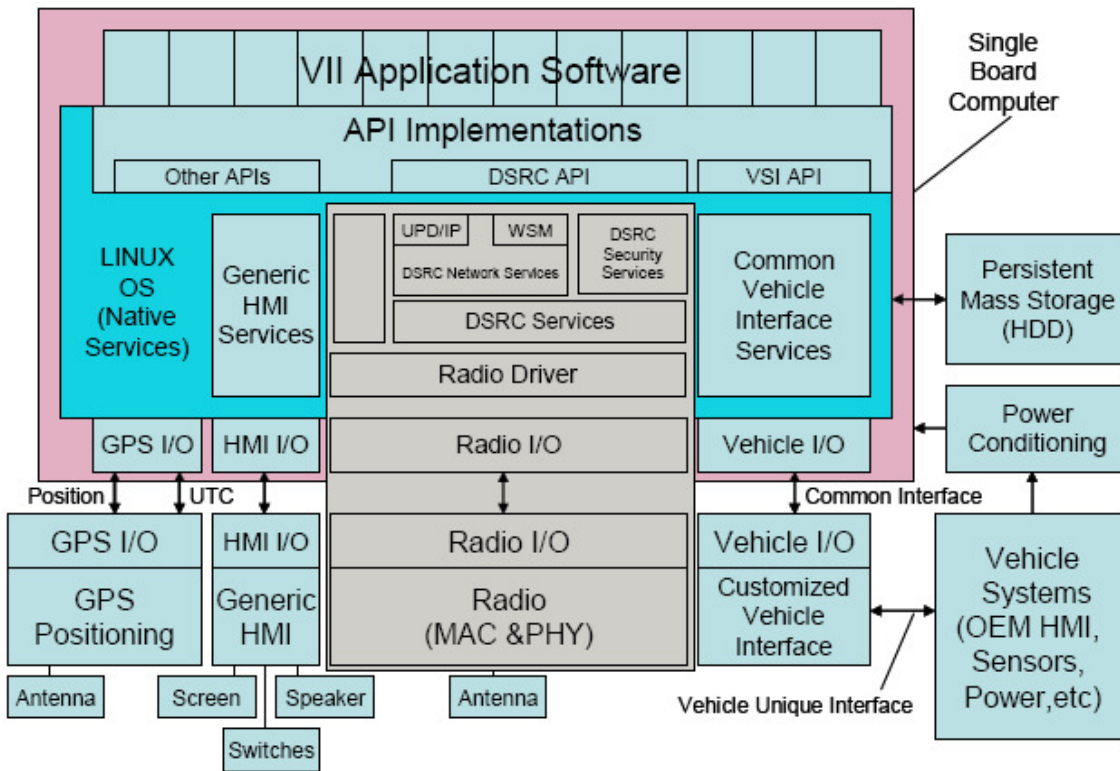 VII Application Software
Single
Board
Computer
API Implementations
Other APIs
DSRC API
VSI API
LINUX
OS
(Native
Services)
Generic
HMI
Services
UPD/IP
WSM
DSRC Network Services
DSRC
Security
Services
DSRC Services
Radio Driver
Common
Vehicle
Interface
Services
Persistent
Mass Storage
(HDD)
GPS I/O
HMI I/O
Radio I/O
Vehicle I/O
Power
Conditioning
Position
UTC
Common Interface
GPS I/O
HMI I/O
Radio I/O
Vehicle I/O
GPS
Positioning
Generic
HMI
Radio
(MAC &PHY)
Customized
Vehicle
Interface
Vehicle
Systems
(OEM HMI,
Sensors,
Power,etc)
Antenna
Screen
Speaker
Antenna
Vehicle Unique Interface
Switches